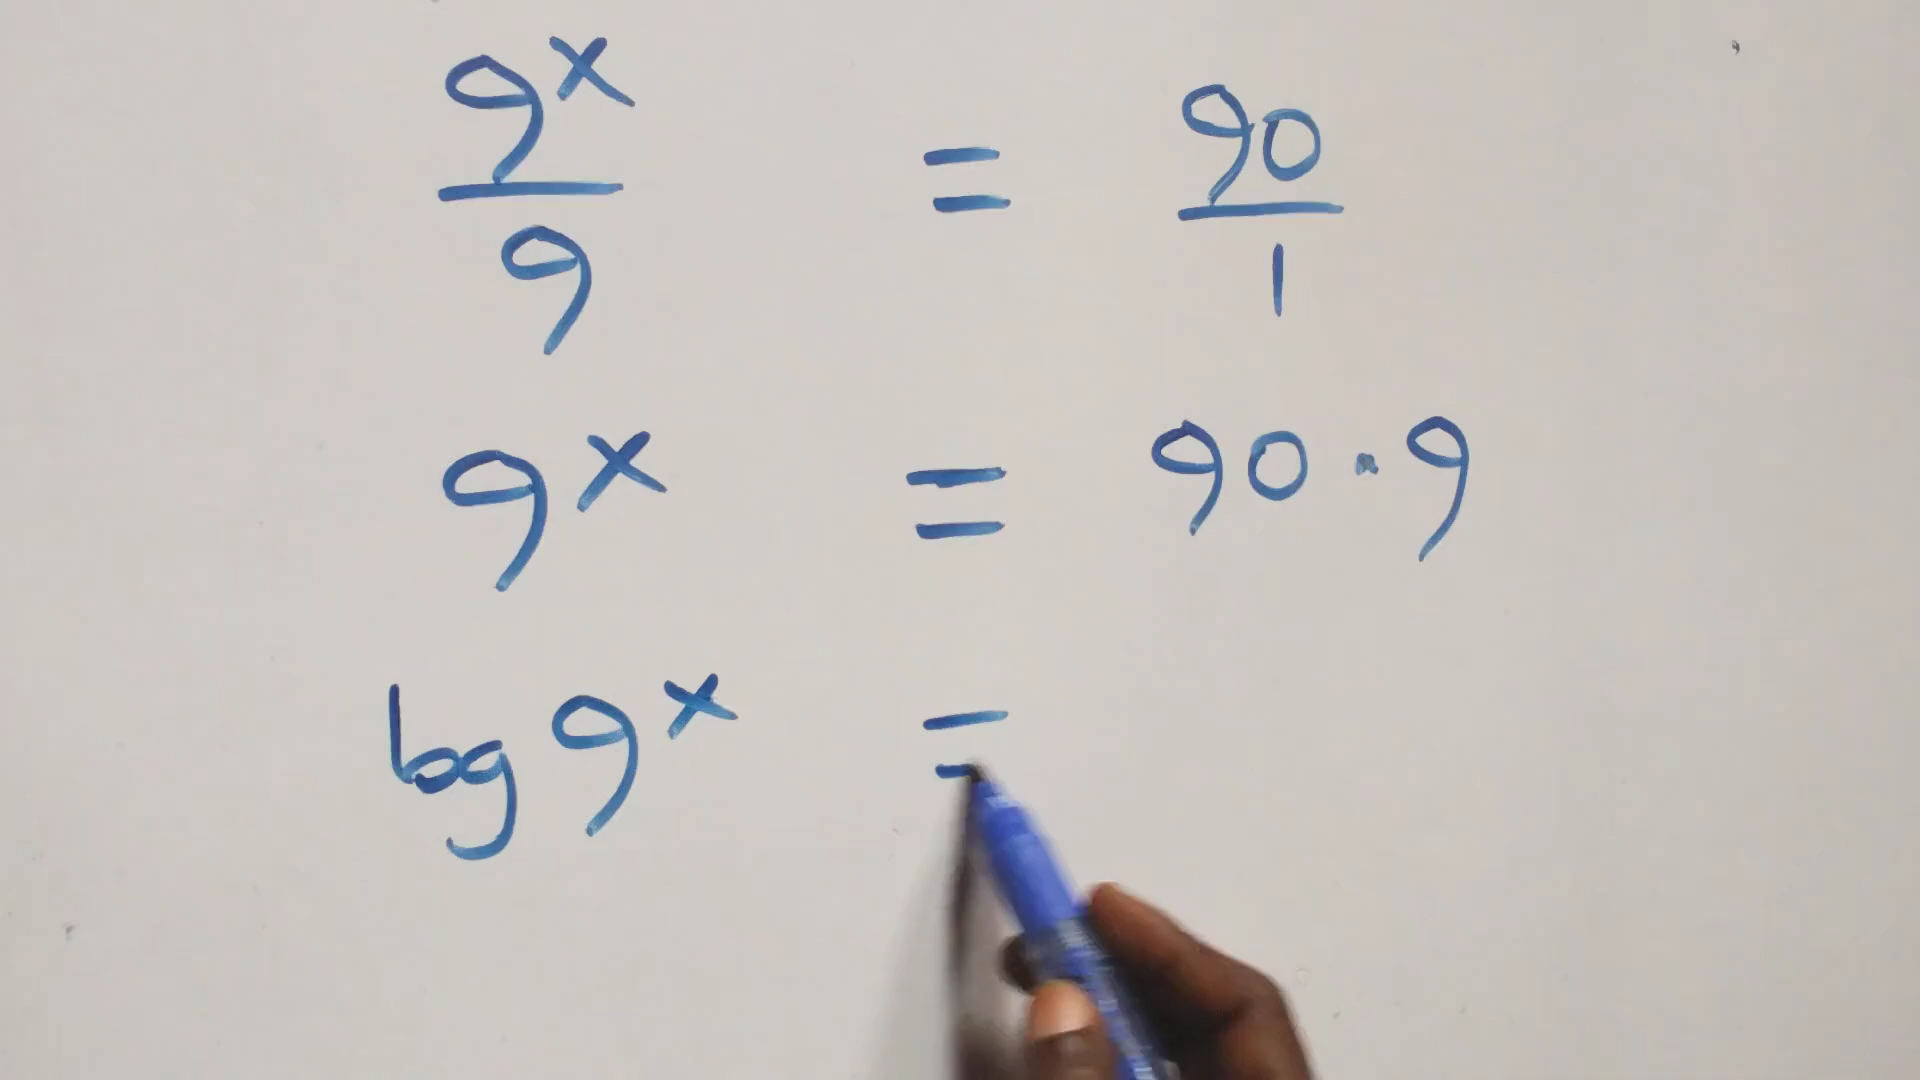 9^x/9 = 90/1
9^x = 90 · 9
log 9^x =